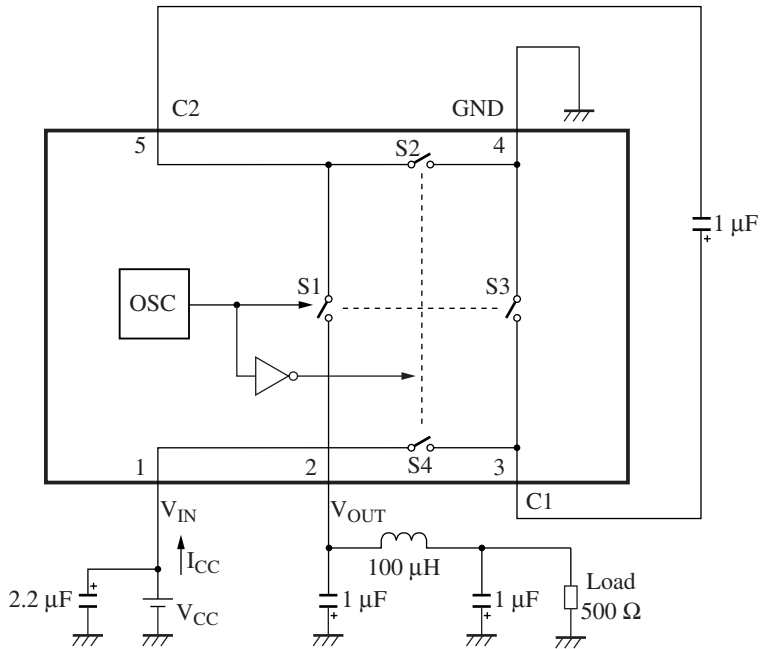 C2
GND
5
4
S2
1 μF
+
OSC
S1
S3
1
2
S4
3
V_IN
V_OUT
C1
I_CC
100 μH
+
2.2 μF
V_CC
1 μF
+
1 μF
+
Load
500 Ω